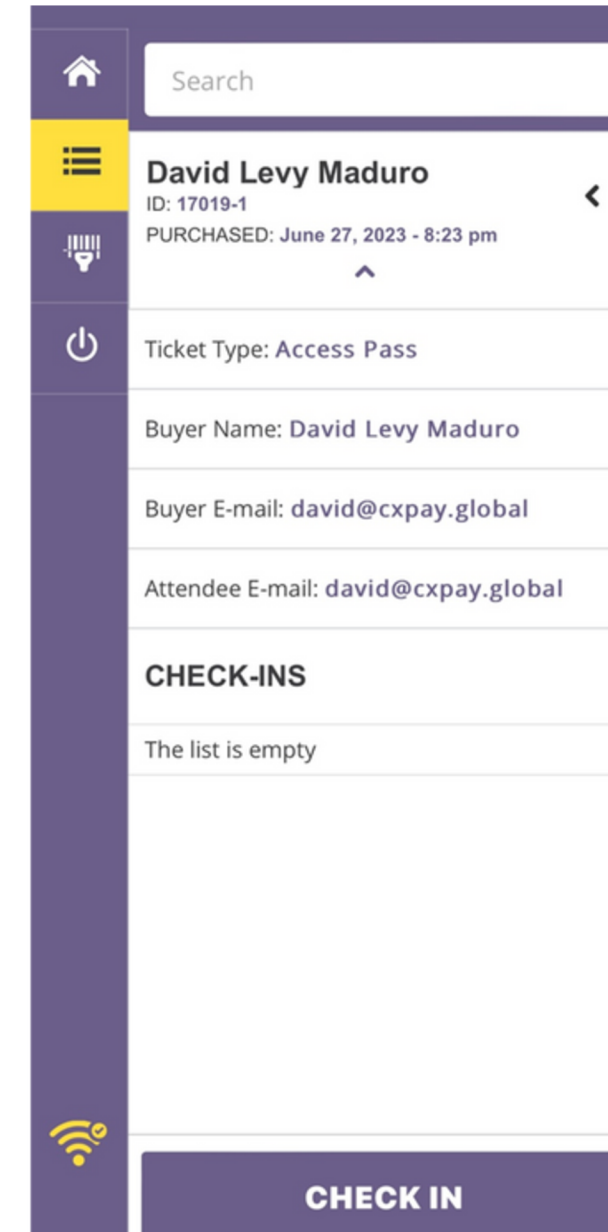 Search
David Levy Maduro
ID: 17019-1
PURCHASED: June 27, 2023 - 8:23 pm
Ticket Type: Access Pass
Buyer Name: David Levy Maduro
Buyer E-mail: david@cxpay.global
Attendee E-mail: david@cxpay.global
CHECK-INS
The list is empty
CHECK IN